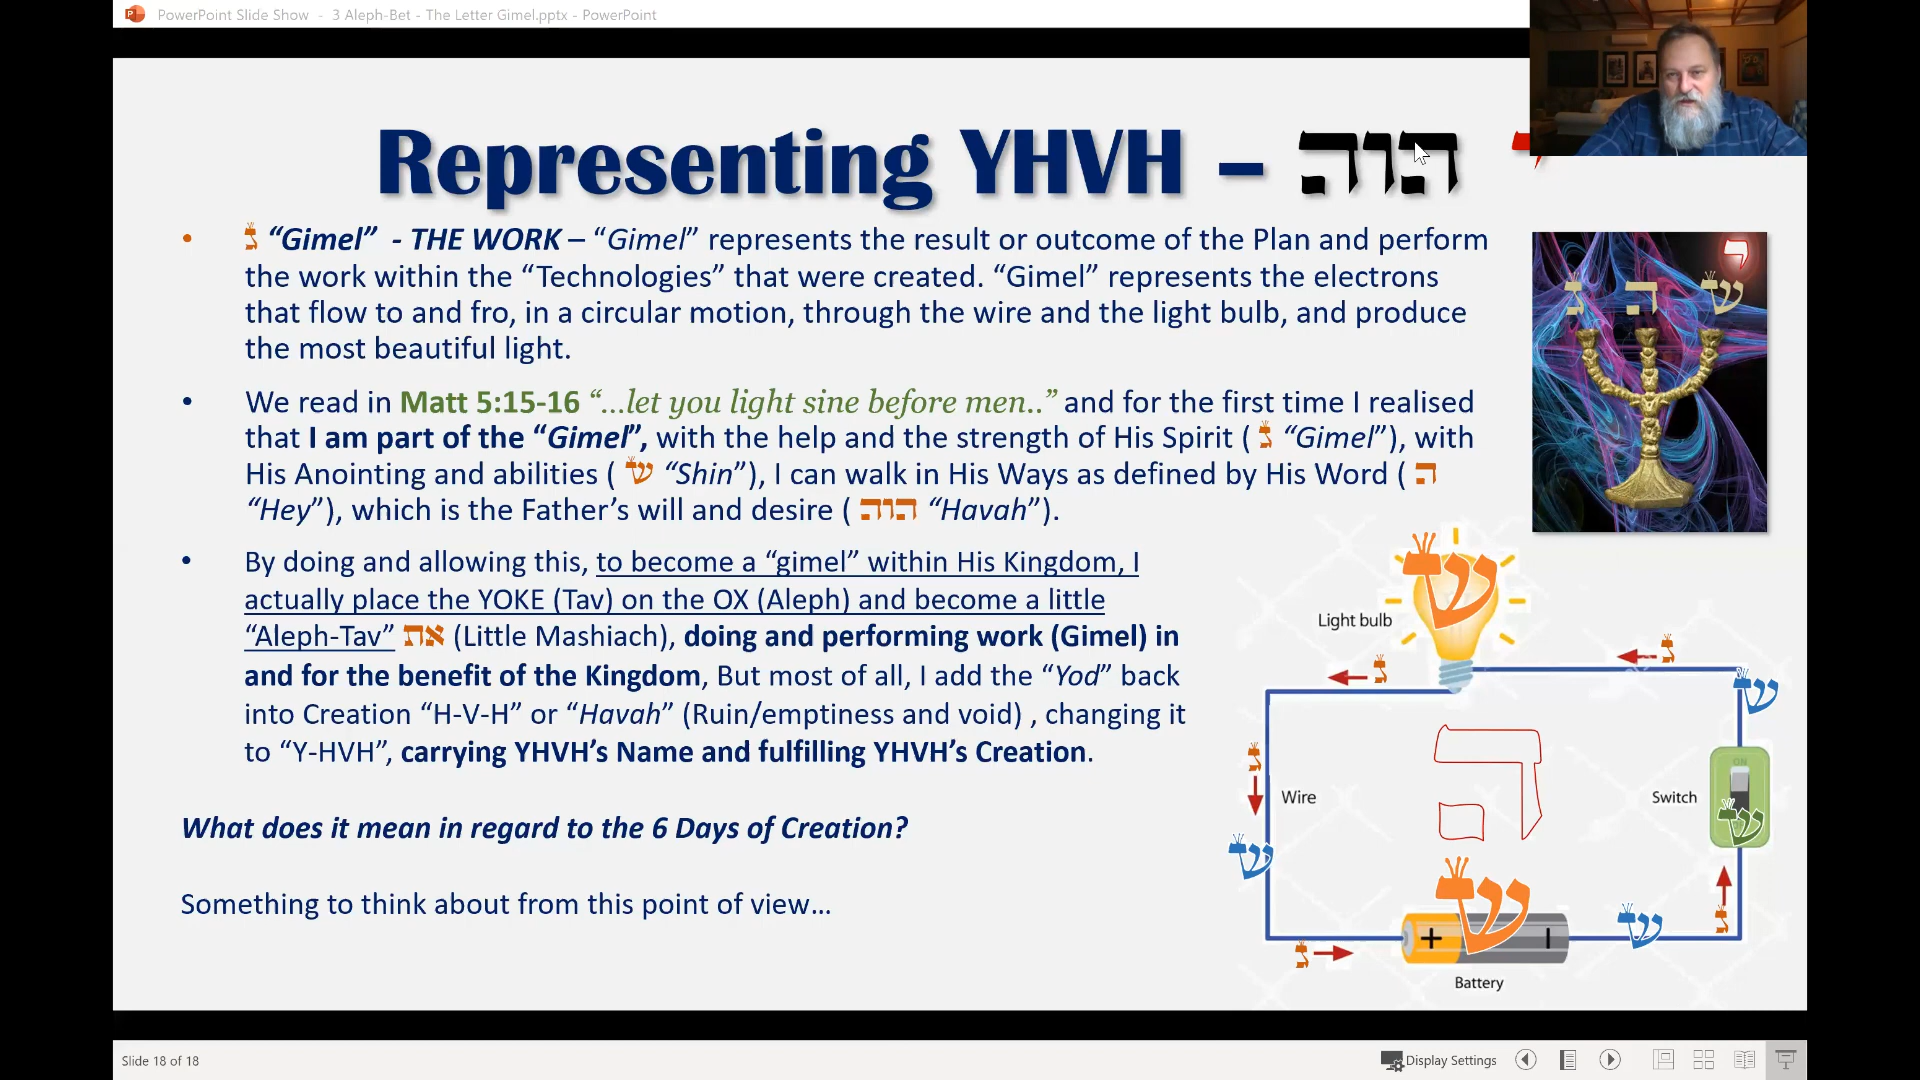 PowerPoint Slide Show - 3 Aleph-Bet - The Letter Gimel.pptx - PowerPoint
Representing YHVH – הוה
• ג “Gimel” - THE WORK – “Gimel” represents the result or outcome of the Plan and perform
the work within the “Technologies” that were created. “Gimel” represents the electrons
that flow to and fro, in a circular motion, through the wire and the light bulb, and produce
the most beautiful light.
• We read in Matt 5:15-16 “…let you light sine before men..” and for the first time I realised
that I am part of the “Gimel”, with the help and the strength of His Spirit ( ג “Gimel”), with
His Anointing and abilities ( ש “Shin”), I can walk in His Ways as defined by His Word ( ה
“Hey”), which is the Father’s will and desire ( הוה “Havah”).
• By doing and allowing this, to become a “gimel” within His Kingdom, I
actually place the YOKE (Tav) on the OX (Aleph) and become a little
“Aleph-Tav” את (Little Mashiach), doing and performing work (Gimel) in
and for the benefit of the Kingdom, But most of all, I add the “Yod” back
into Creation “H-V-H” or “Havah” (Ruin/emptiness and void) , changing it
to “Y-HVH”, carrying YHVH’s Name and fulfilling YHVH’s Creation.
What does it mean in regard to the 6 Days of Creation?
Something to think about from this point of view…
ש ה ג
ש
Light bulb
ג
ג
ש
ג
ה
ON
Wire
Switch
ש
ש
ש
ש
ג
ג
+
Battery
Slide 18 of 18
Display Settings